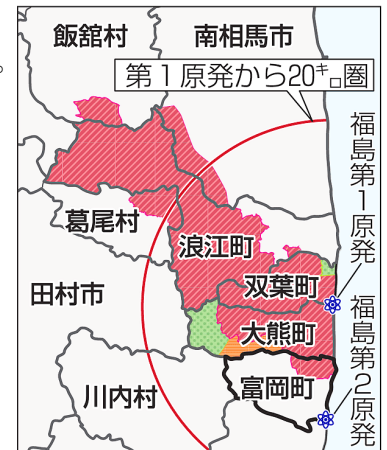 飯舘村
南相馬市
。
第1原発から20㌔圏
福島第1原発
葛尾村
浪江町
双葉町
田村市
大熊町
福島第2原発
川内村
富岡町